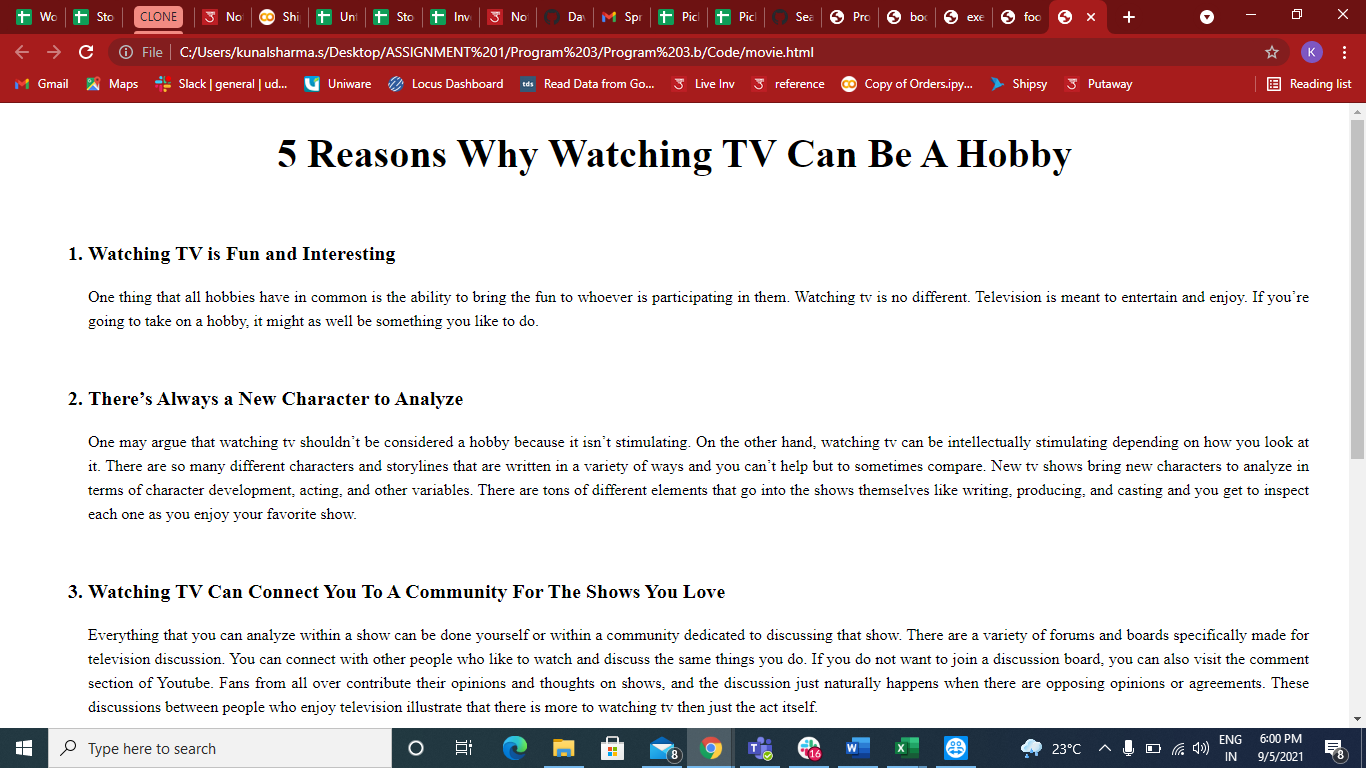 Wo Sto CLONE No Shi Unt Sto Inv No Da Spr Picl Picl Sea Pro boo exe foo
File C:/Users/kunalsharma.s/Desktop/ASSIGNMENT%201/Program%203/Program%203.b/Code/movie.html K
Gmail Maps Slack | general | ud... Uniware Locus Dashboard tds Read Data from Go... Live Inv reference Copy of Orders.ipy... Shipsy Putaway Reading list
5 Reasons Why Watching TV Can Be A Hobby
1. Watching TV is Fun and Interesting
One thing that all hobbies have in common is the ability to bring the fun to whoever is participating in them. Watching tv is no different. Television is meant to entertain and enjoy. If you’re
going to take on a hobby, it might as well be something you like to do.
2. There’s Always a New Character to Analyze
One may argue that watching tv shouldn’t be considered a hobby because it isn’t stimulating. On the other hand, watching tv can be intellectually stimulating depending on how you look at
it. There are so many different characters and storylines that are written in a variety of ways and you can’t help but to sometimes compare. New tv shows bring new characters to analyze in
terms of character development, acting, and other variables. There are tons of different elements that go into the shows themselves like writing, producing, and casting and you get to inspect
each one as you enjoy your favorite show.
3. Watching TV Can Connect You To A Community For The Shows You Love
Everything that you can analyze within a show can be done yourself or within a community dedicated to discussing that show. There are a variety of forums and boards specifically made for
television discussion. You can connect with other people who like to watch and discuss the same things you do. If you do not want to join a discussion board, you can also visit the comment
section of Youtube. Fans from all over contribute their opinions and thoughts on shows, and the discussion just naturally happens when there are opposing opinions or agreements. These
discussions between people who enjoy television illustrate that there is more to watching tv then just the act itself.
Type here to search 8 16 23°C ENG 6:00 PM
IN 9/5/2021 8